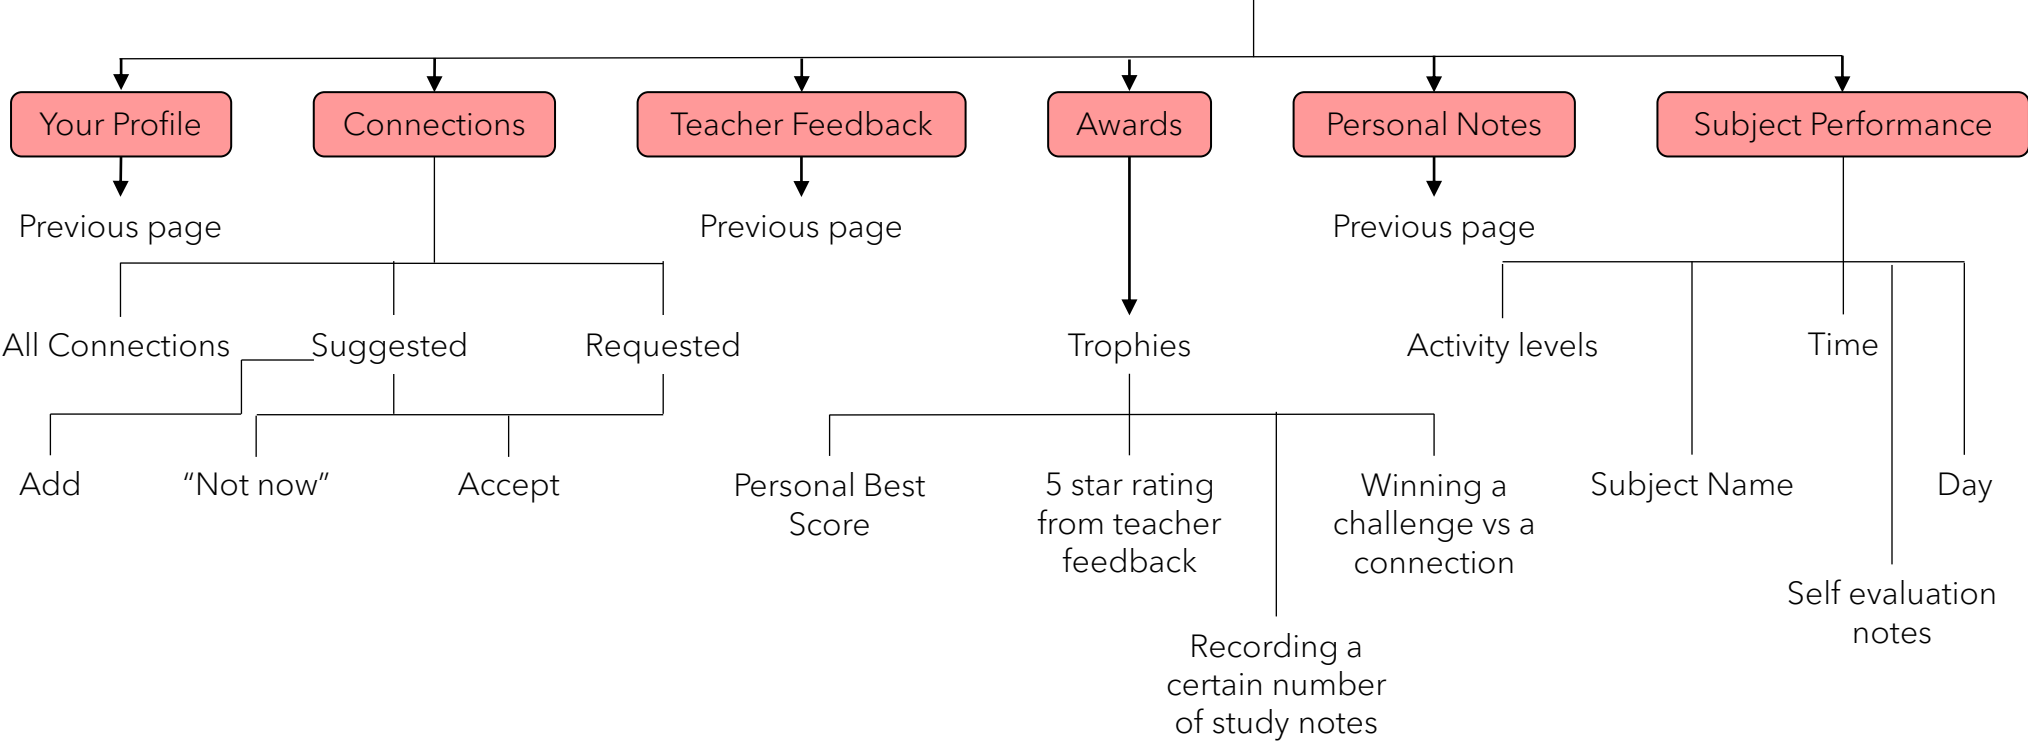 Your Profile
Connections
Teacher Feedback
Awards
Personal Notes
Subject Performance
Previous page
Previous page
Previous page
All Connections
Suggested
Requested
Trophies
Activity levels
Time
Add
“Not now”
Accept
Personal Best
Score
5 star rating
from teacher
feedback
Winning a
challenge vs a
connection
Subject Name
Day
Self evaluation
notes
Recording a
certain number
of study notes